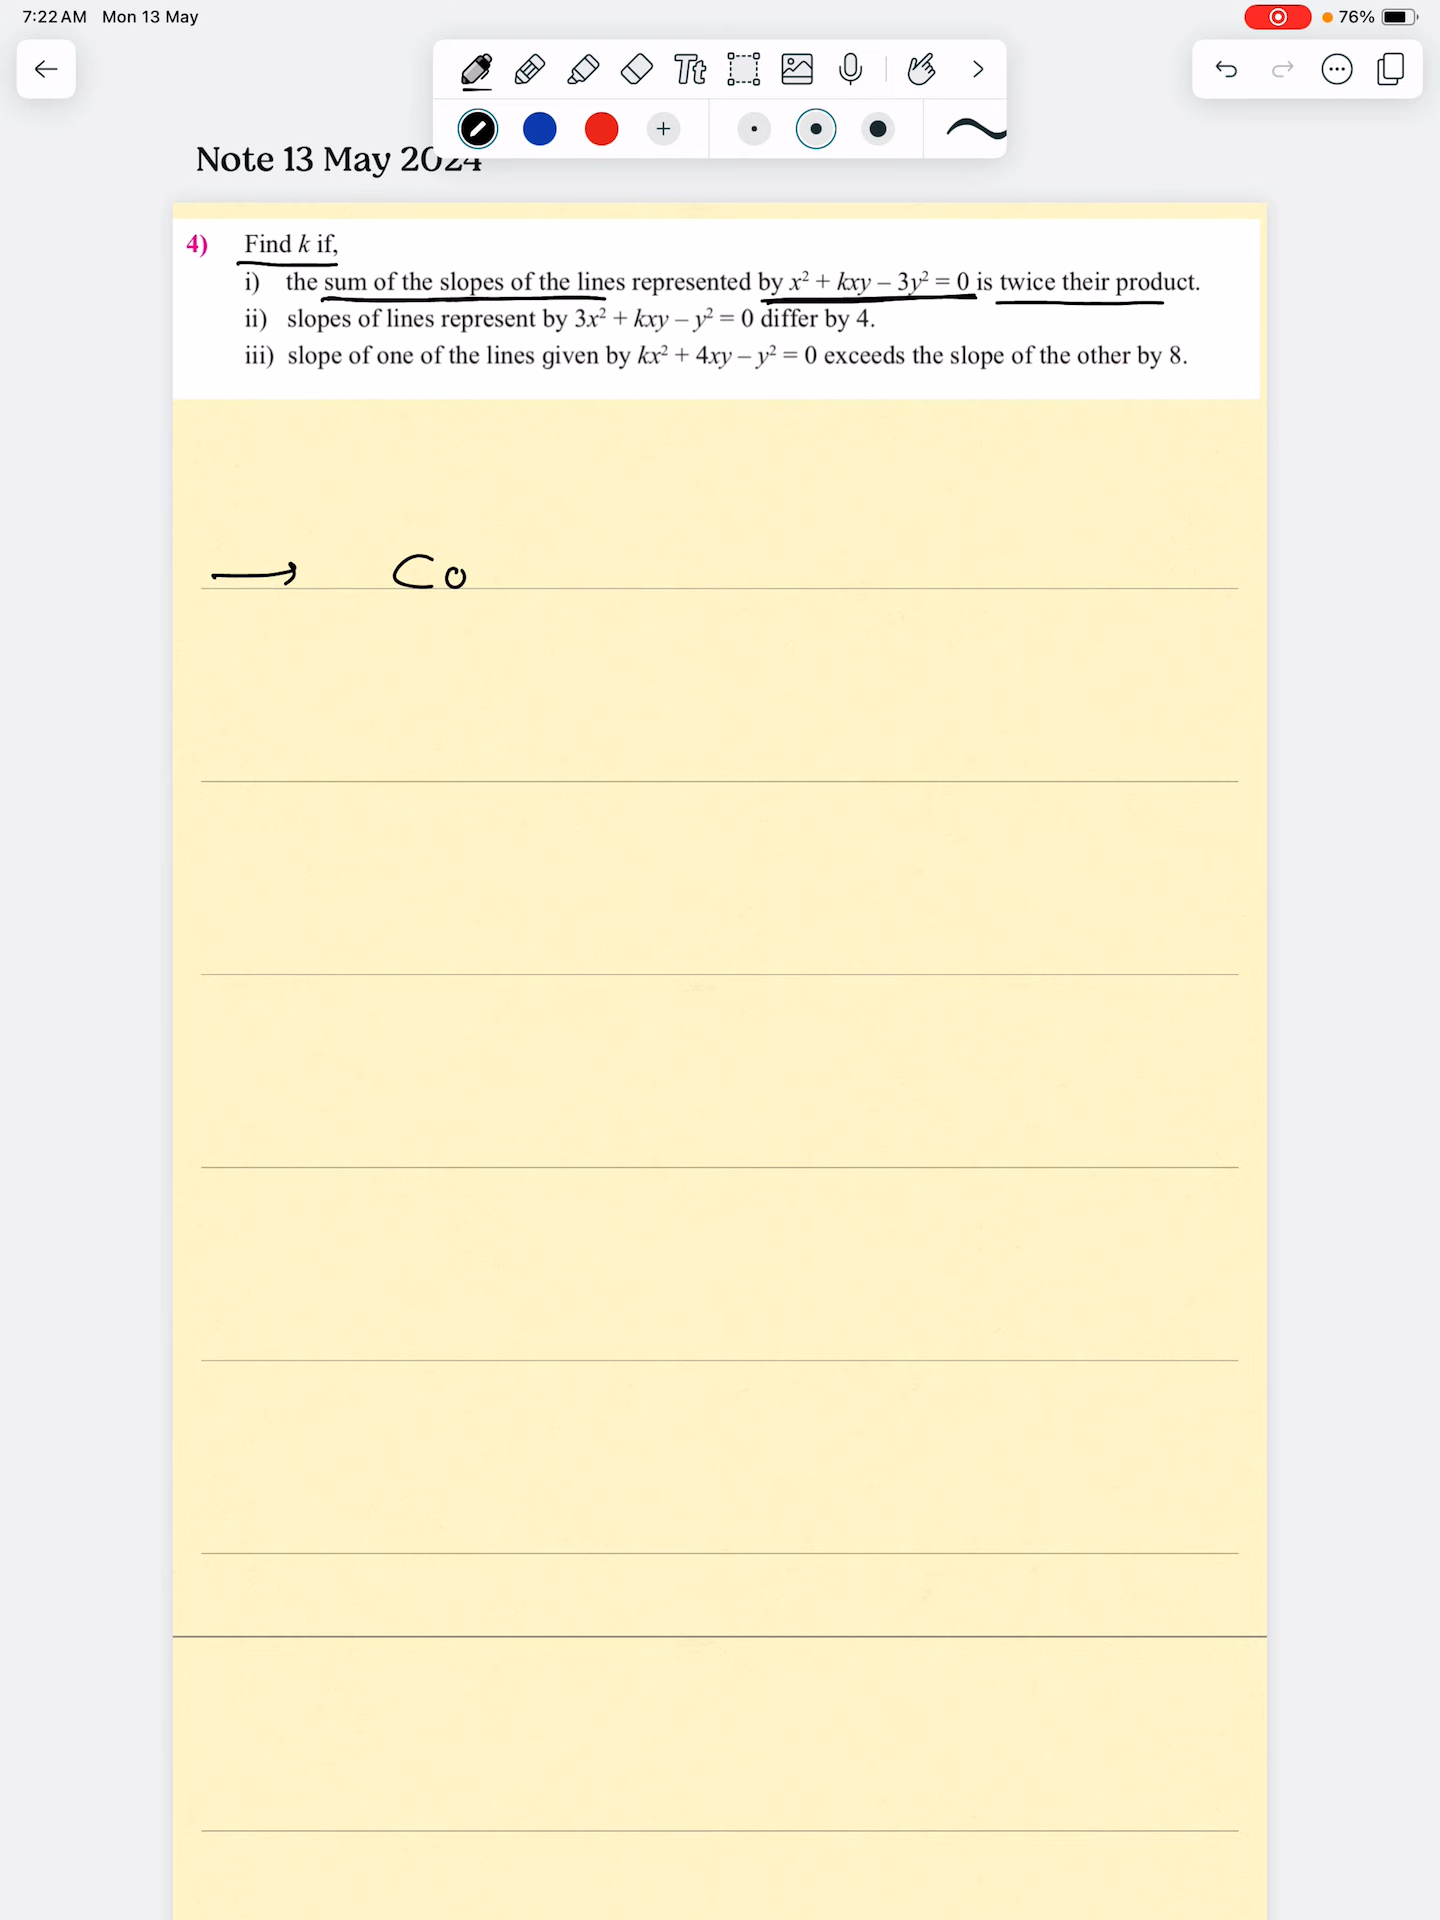 7:22 AM Mon 13 May
76%
Tt
Note 13 May 2024
4) Find k if,
i) the sum of the slopes of the lines represented by x² + kxy – 3y² = 0 is twice their product.
ii) slopes of lines represent by 3x² + kxy – y² = 0 differ by 4.
iii) slope of one of the lines given by kx² + 4xy – y² = 0 exceeds the slope of the other by 8.
→ Co